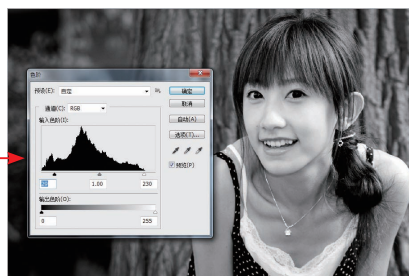 色阶
预设(E): 自定
确定
取消
自动(A)
选项(T)...
预览(P)
通道(C): RGB
输入色阶(I):
1.00
230
输出色阶(O):
0
255